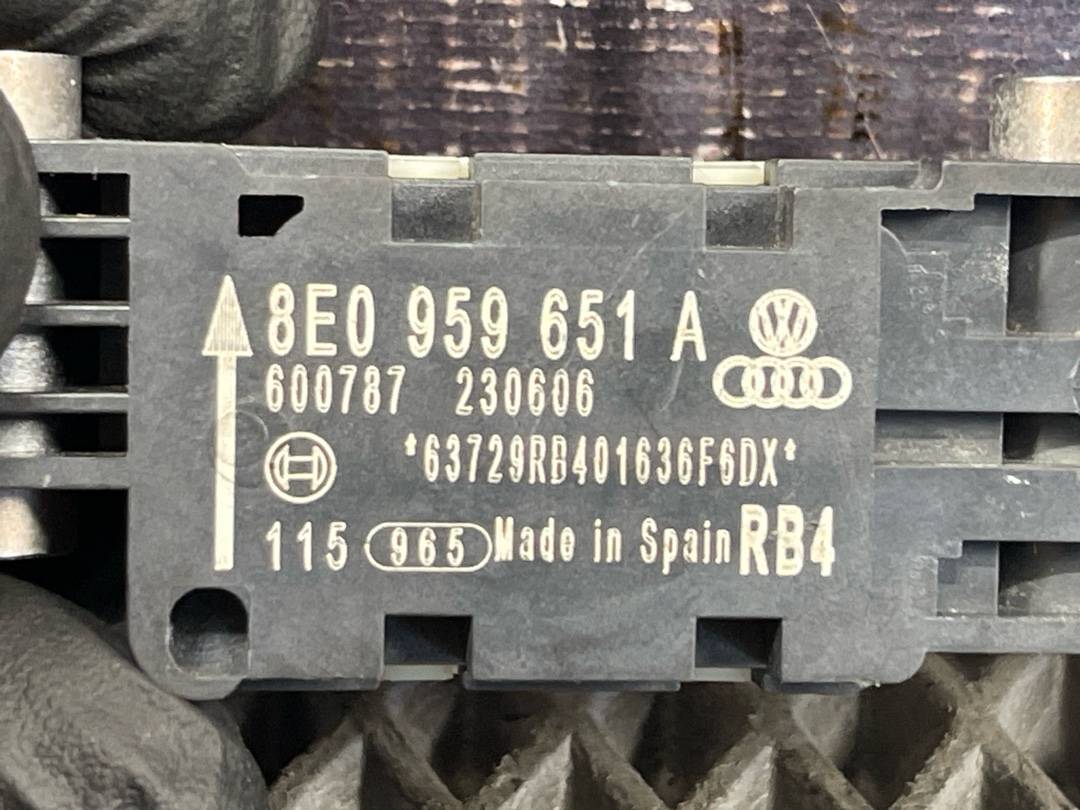 8E0 959 651 A
600787 230606
*63729RB401636F6DX*
115 965 Made in Spain RB4